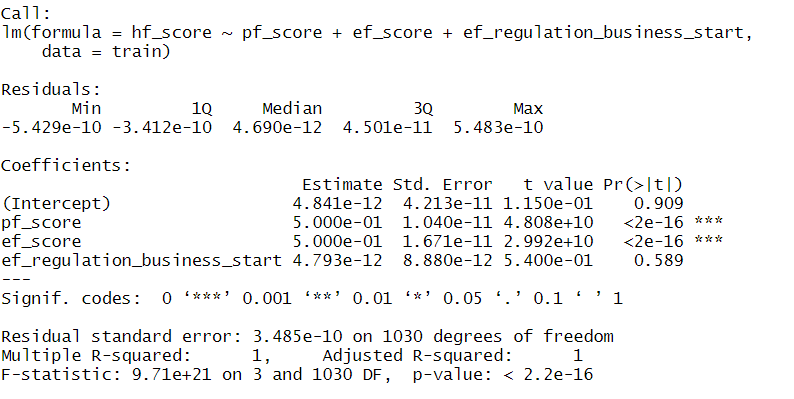 Call:
lm(formula = hf_score ~ pf_score + ef_score + ef_regulation_business_start,
    data = train)

Residuals:
       Min         1Q     Median         3Q        Max
-5.429e-10 -3.412e-10  4.690e-12  4.501e-11  5.483e-10

Coefficients:
                              Estimate Std. Error   t value Pr(>|t|)
(Intercept)                  4.841e-12  4.213e-11 1.150e-01    0.909
pf_score                     5.000e-01  1.040e-11 4.808e+10   <2e-16 ***
ef_score                     5.000e-01  1.671e-11 2.992e+10   <2e-16 ***
ef_regulation_business_start 4.793e-12  8.880e-12 5.400e-01    0.589
---
Signif. codes:  0 ‘***’ 0.001 ‘**’ 0.01 ‘*’ 0.05 ‘.’ 0.1 ‘ ’ 1

Residual standard error: 3.485e-10 on 1030 degrees of freedom
Multiple R-squared:      1,	Adjusted R-squared:      1
F-statistic: 9.71e+21 on 3 and 1030 DF,  p-value: < 2.2e-16